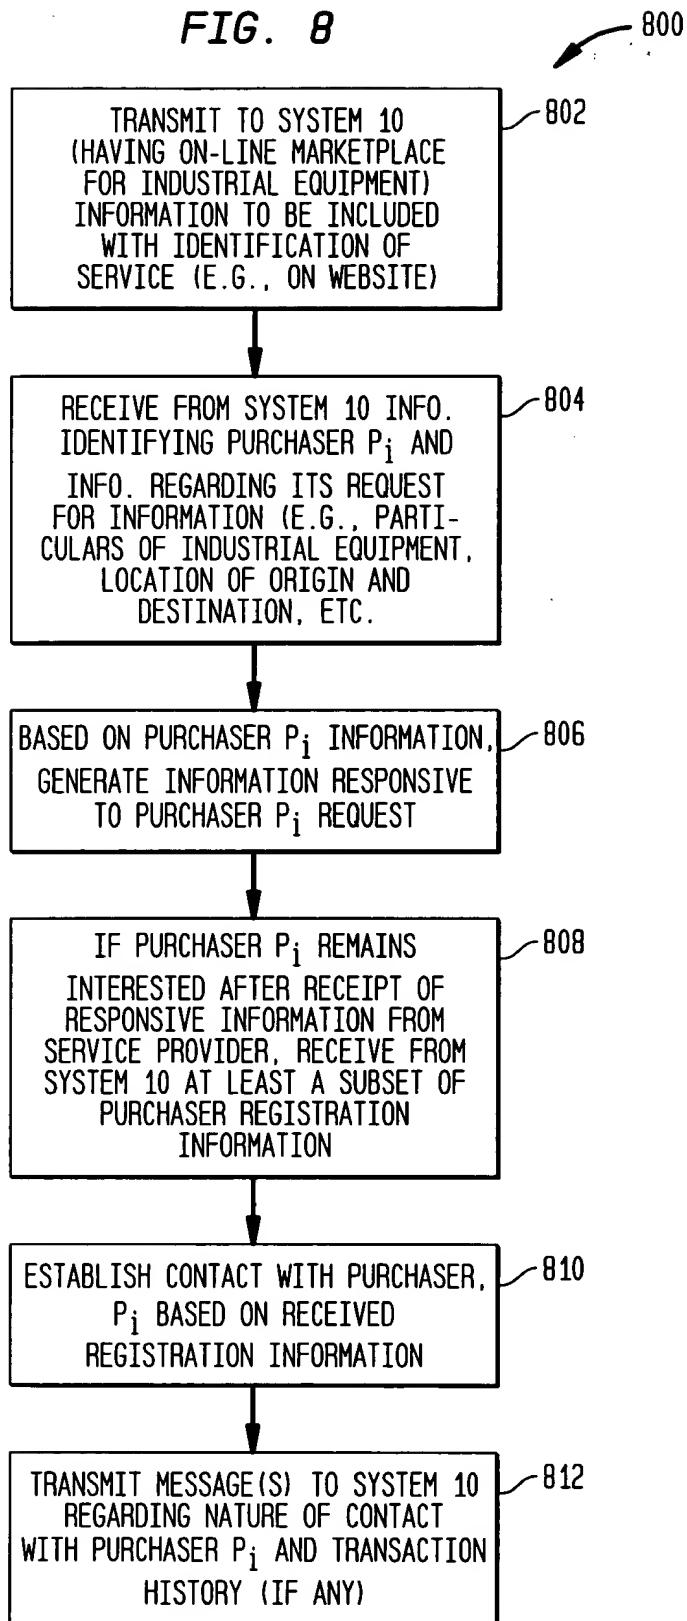 FIG. 8
800
802
TRANSMIT TO SYSTEM 10
(HAVING ON-LINE MARKETPLACE
FOR INDUSTRIAL EQUIPMENT)
INFORMATION TO BE INCLUDED
WITH IDENTIFICATION OF
SERVICE (E.G., ON WEBSITE)
804
RECEIVE FROM SYSTEM 10 INFO.
IDENTIFYING PURCHASER Pi AND
INFO. REGARDING ITS REQUEST
FOR INFORMATION (E.G., PARTI-
CULARS OF INDUSTRIAL EQUIPMENT,
LOCATION OF ORIGIN AND
DESTINATION, ETC.
806
BASED ON PURCHASER Pi INFORMATION,
GENERATE INFORMATION RESPONSIVE
TO PURCHASER Pi REQUEST
808
IF PURCHASER Pi REMAINS
INTERESTED AFTER RECEIPT OF
RESPONSIVE INFORMATION FROM
SERVICE PROVIDER, RECEIVE FROM
SYSTEM 10 AT LEAST A SUBSET OF
PURCHASER REGISTRATION
INFORMATION
810
ESTABLISH CONTACT WITH PURCHASER,
Pi BASED ON RECEIVED
REGISTRATION INFORMATION
812
TRANSMIT MESSAGE(S) TO SYSTEM 10
REGARDING NATURE OF CONTACT
WITH PURCHASER Pi AND TRANSACTION
HISTORY (IF ANY)